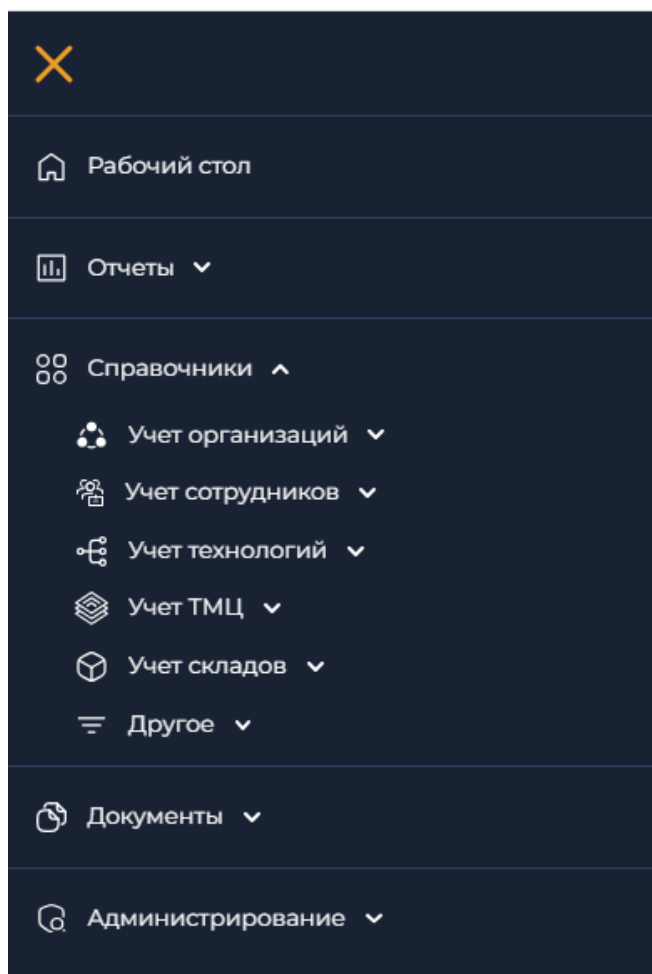 Рабочий стол
Отчеты
Справочники
Учет организаций
Учет сотрудников
Учет технологий
Учет ТМЦ
Учет складов
Другое
Документы
Администрирование